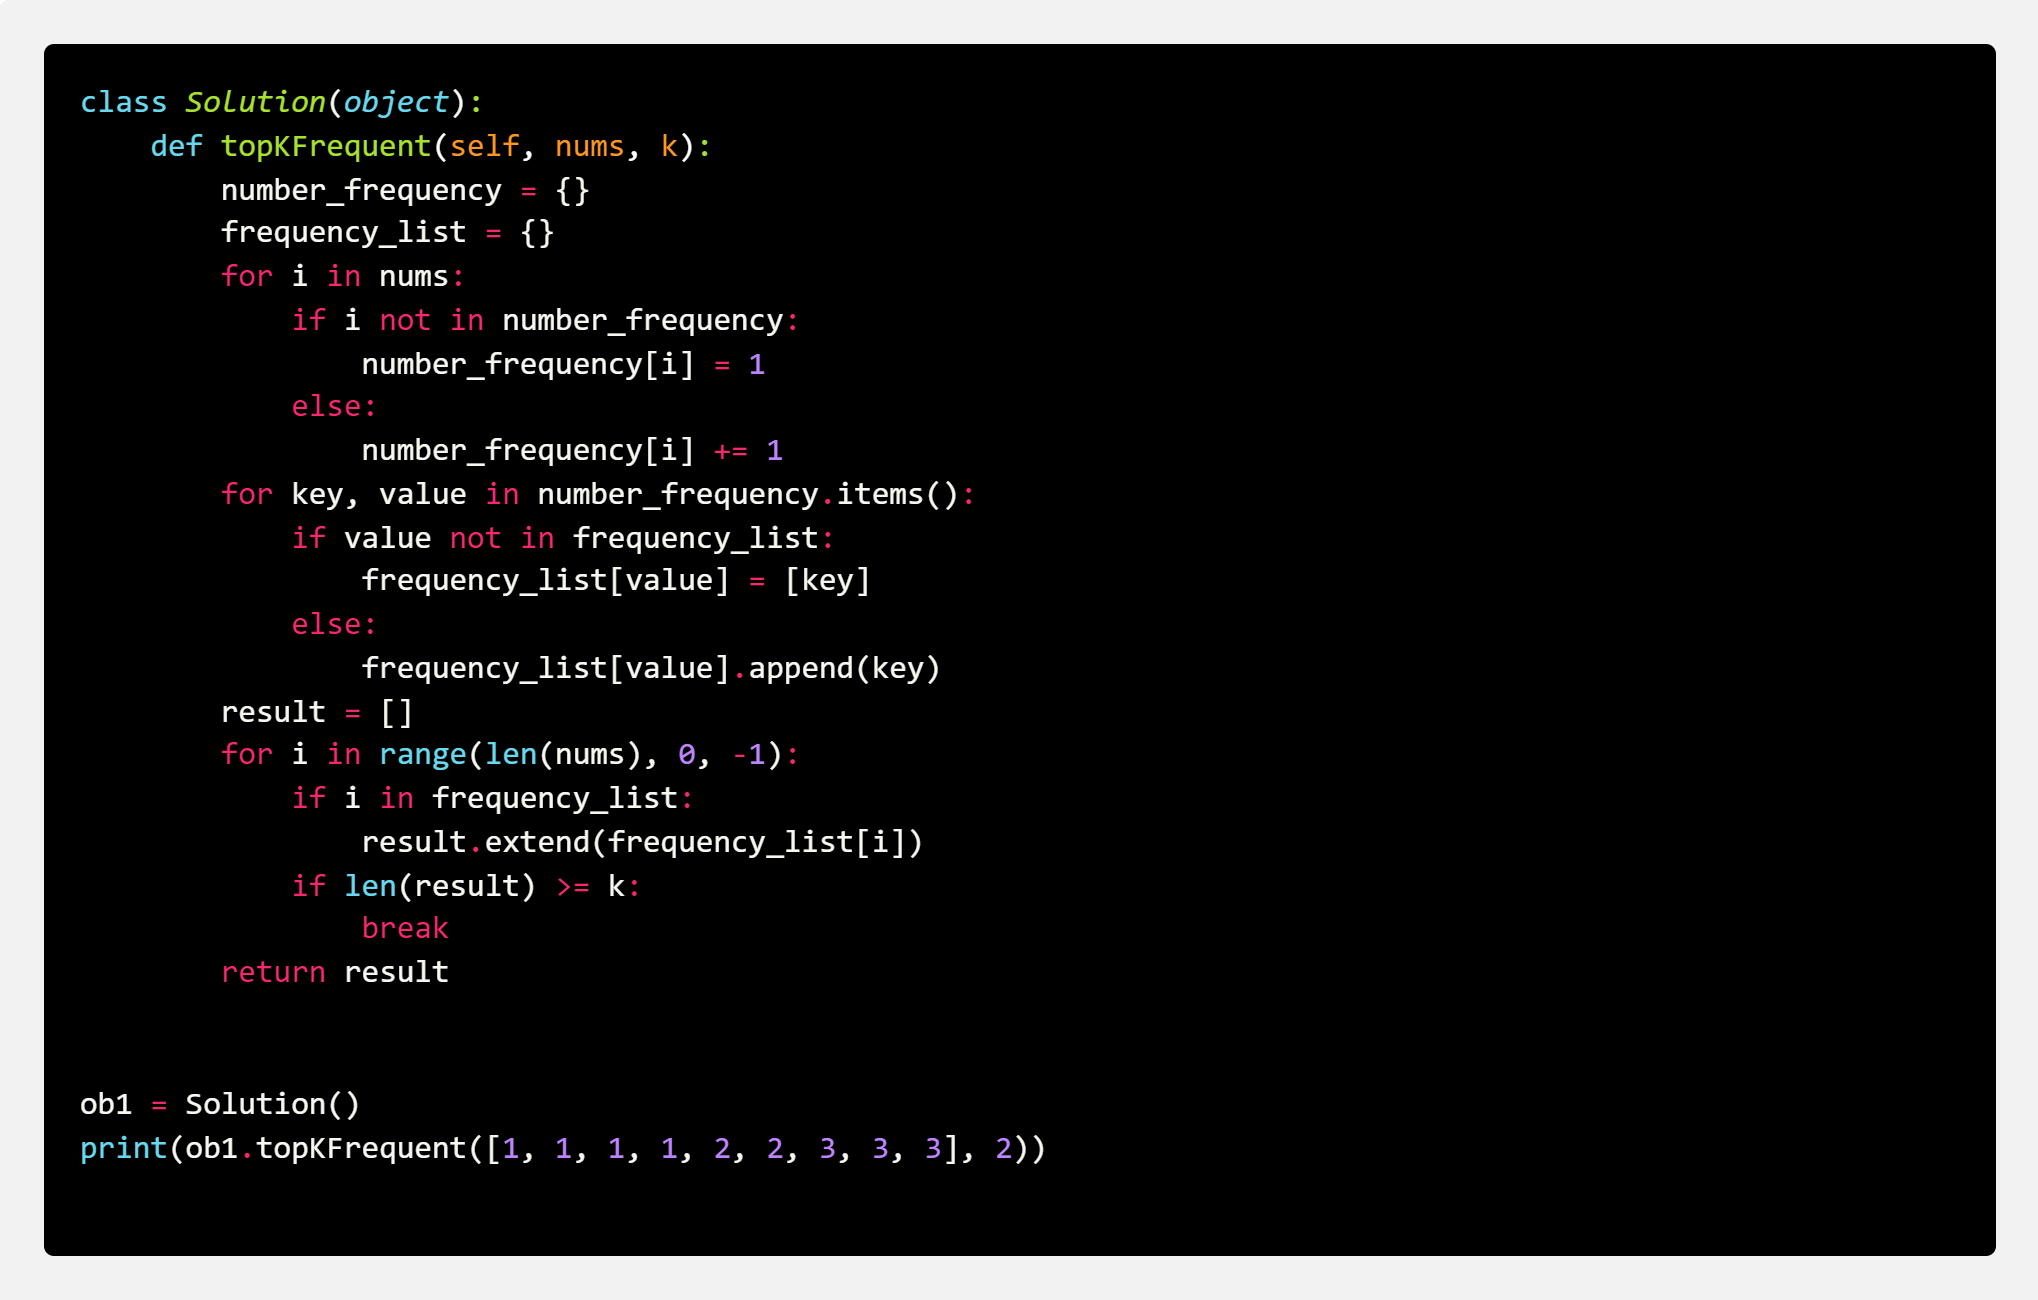 class Solution(object):
    def topKFrequent(self, nums, k):
        number_frequency = {}
        frequency_list = {}
        for i in nums:
            if i not in number_frequency:
                number_frequency[i] = 1
            else:
                number_frequency[i] += 1
        for key, value in number_frequency.items():
            if value not in frequency_list:
                frequency_list[value] = [key]
            else:
                frequency_list[value].append(key)
        result = []
        for i in range(len(nums), 0, -1):
            if i in frequency_list:
                result.extend(frequency_list[i])
            if len(result) >= k:
                break
        return result
ob1 = Solution()
print(ob1.topKFrequent([1, 1, 1, 1, 2, 2, 3, 3, 3], 2))